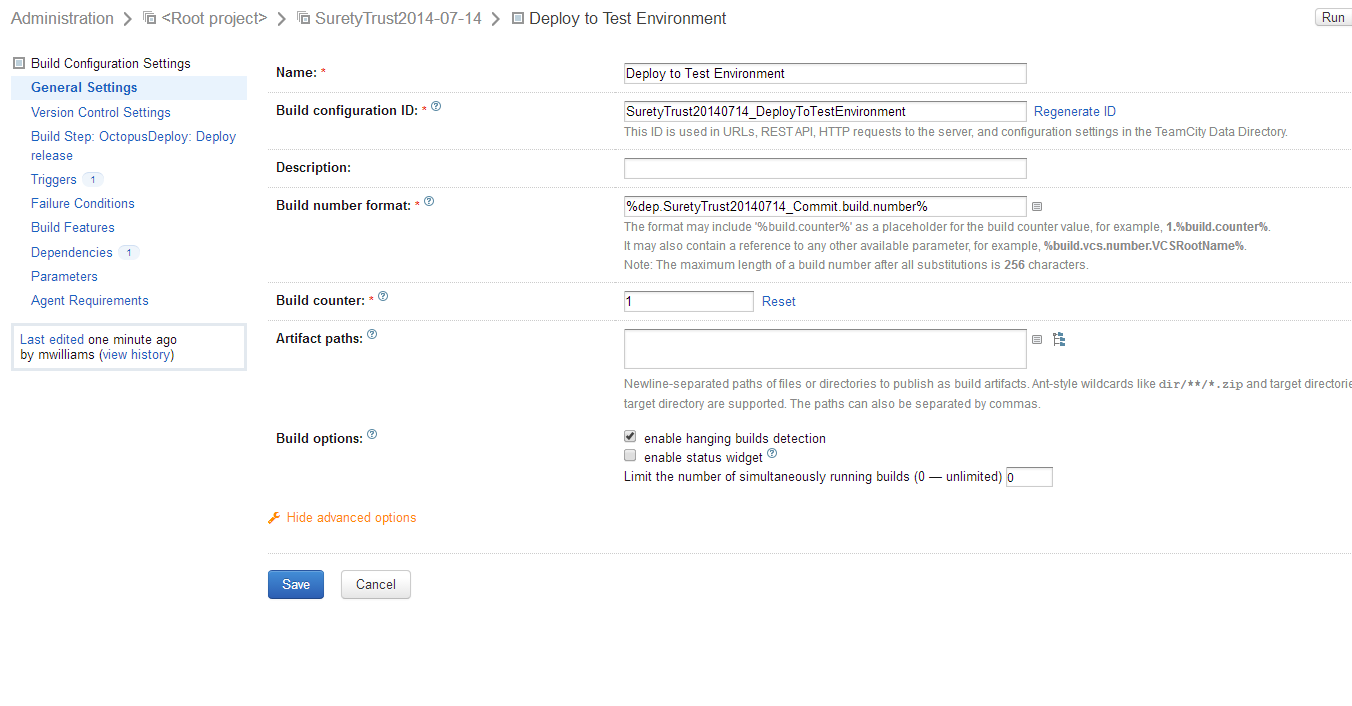 Administration > <Root project> > SuretyTrust2014-07-14 > Deploy to Test Environment
Run
Build Configuration Settings
General Settings
Version Control Settings
Build Step: OctopusDeploy: Deploy
release
Triggers 1
Failure Conditions
Build Features
Dependencies 1
Parameters
Agent Requirements
Last edited one minute ago
by mwilliams (view history)
Name: *
Deploy to Test Environment
Build configuration ID: * ?
SuretyTrust20140714_DeployToTestEnvironment Regenerate ID
This ID is used in URLs, REST API, HTTP requests to the server, and configuration settings in the TeamCity Data Directory.
Description:
Build number format: * ?
%dep.SuretyTrust20140714_Commit.build.number%
The format may include '%build.counter%' as a placeholder for the build counter value, for example, 1.%build.counter%.
It may also contain a reference to any other available parameter, for example, %build.vcs.number.VCSRootName%.
Note: The maximum length of a build number after all substitutions is 256 characters.
Build counter: * ?
1 Reset
Artifact paths: ?
Newline-separated paths of files or directories to publish as build artifacts. Ant-style wildcards like dir/**/*.zip and target directorie
target directory are supported. The paths can also be separated by commas.
Build options: ?
enable hanging builds detection
enable status widget ?
Limit the number of simultaneously running builds (0 — unlimited) 0
Hide advanced options
Save Cancel